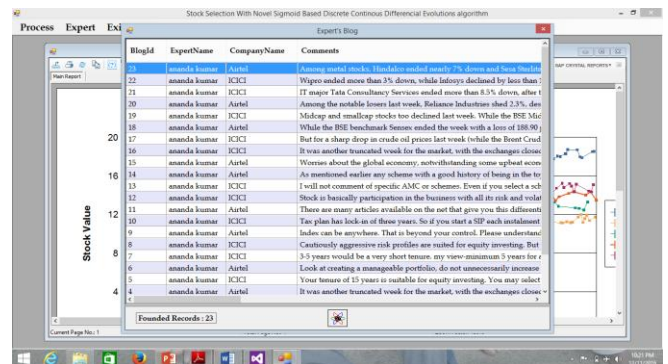 Stock Selection With Novel Sigmoid Based Discrete Continous Differencial Evolutions algorithm
Process Expert Exi
Expert's Blog
BlogId ExpertName CompanyName Comments
23 ananda kumar Airtel Among metal stocks, Hindalco ended nearly 7% down and Sesa Sterlite
22 ananda kumar Airtel Wipro ended more than 3% down, while Infosys declined by less than
21 ananda kumar ICICI IT major Tata Consultancy Services ended more than 8.5% down, after
20 ananda kumar Airtel Among the notable losers last week, Reliance Industries shed 2.3%,
19 ananda kumar ICICI Midcap and smallcap stocks too declined last week. While the BSE Mid
18 ananda kumar Airtel While the BSE benchmark Sensex ended the week with a loss of 188.90
17 ananda kumar ICICI But for a sharp drop in crude oil prices last week (while the Brent Crud
16 ananda kumar ICICI It was another truncated week for the market, with the exchanges closed
15 ananda kumar Airtel Worries about the global economy, notwithstanding some upbeat econ
14 ananda kumar Airtel As mentioned earlier any scheme with a good history of being in the to
13 ananda kumar ICICI I will not comment of specific AMC or schemes. Even if you select a sch
12 ananda kumar ICICI Stock is basically participation in the business with all its risk and volat
11 ananda kumar Airtel There are many articles available on the net that give you this differenti
10 ananda kumar ICICI Tax plan has lock-in of three years. So if you start a SIP each instalment
9 ananda kumar Airtel Index can be anywhere. That is beyond your control. Please understand
8 ananda kumar ICICI Cautiously aggressive risk profiles are suited for equity investing. But
7 ananda kumar ICICI 3-5 years would be a very short tenure. my view-minimum 5 years for
6 ananda kumar Airtel Look at creating a manageable portfolio, do not unnecessarily increase
5 ananda kumar ICICI Your tenure of 15 years is suitable for equity investing. You may select
4 ananda kumar Airtel It was another truncated week for the market, with the exchanges closed
Founded Records : 23
Main Report
SAP CRYSTAL REPORTS
Stock Value
20
16
12
8
4
Current Page No.: 1
10:21 PM